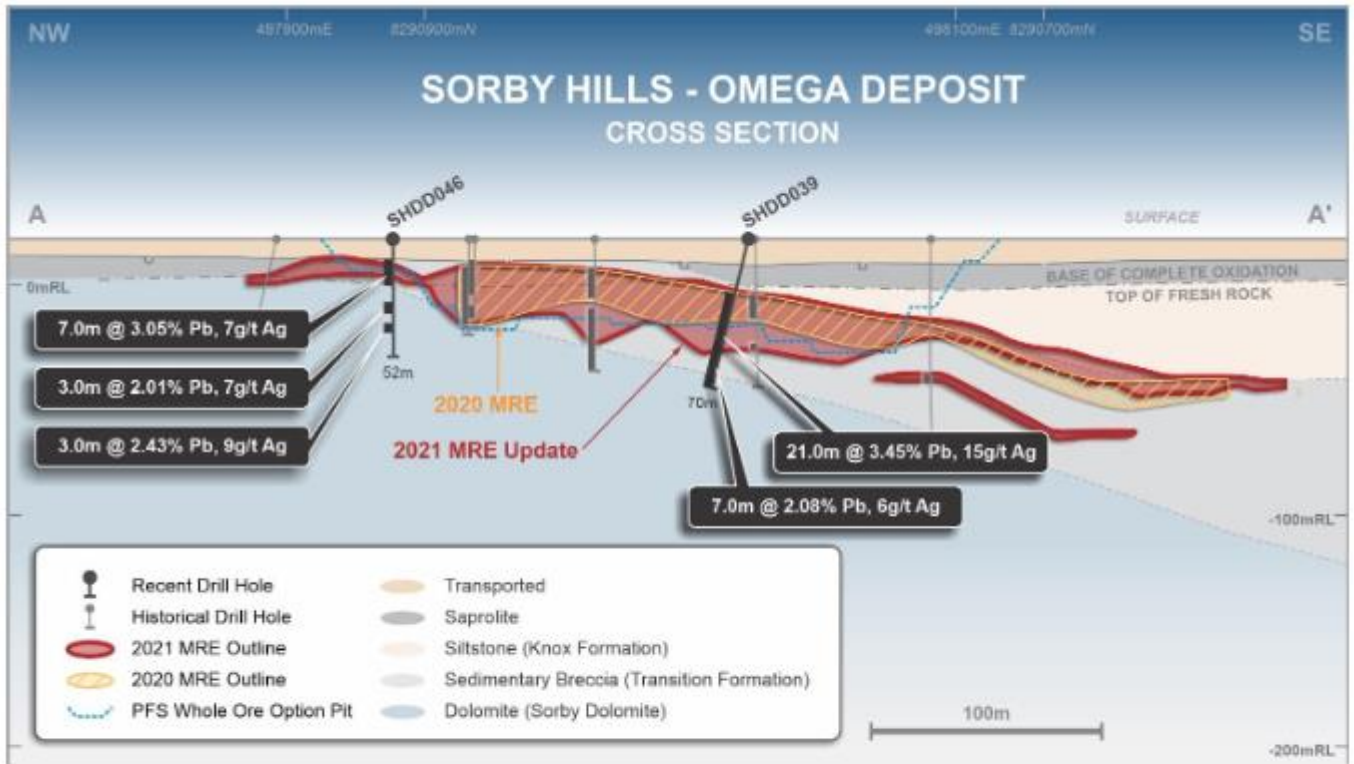 NW
497900mE
8290900mN
498100mE
8290700mN
SE
SORBY HILLS - OMEGA DEPOSIT
CROSS SECTION
A
SHDD046
SHDD039
SURFACE
A'
0mRL
BASE OF COMPLETE OXIDATION
TOP OF FRESH ROCK
7.0m @ 3.05% Pb, 7g/t Ag
3.0m @ 2.01% Pb, 7g/t Ag
3.0m @ 2.43% Pb, 9g/t Ag
52m
2020 MRE
2021 MRE Update
70m
21.0m @ 3.45% Pb, 15g/t Ag
7.0m @ 2.08% Pb, 6g/t Ag
-100mRL
Recent Drill Hole
Historical Drill Hole
2021 MRE Outline
2020 MRE Outline
PFS Whole Ore Option Pit
Transported
Saprolite
Siltstone (Knox Formation)
Sedimentary Breccia (Transition Formation)
Dolomite (Sorby Dolomite)
100m
-200mRL